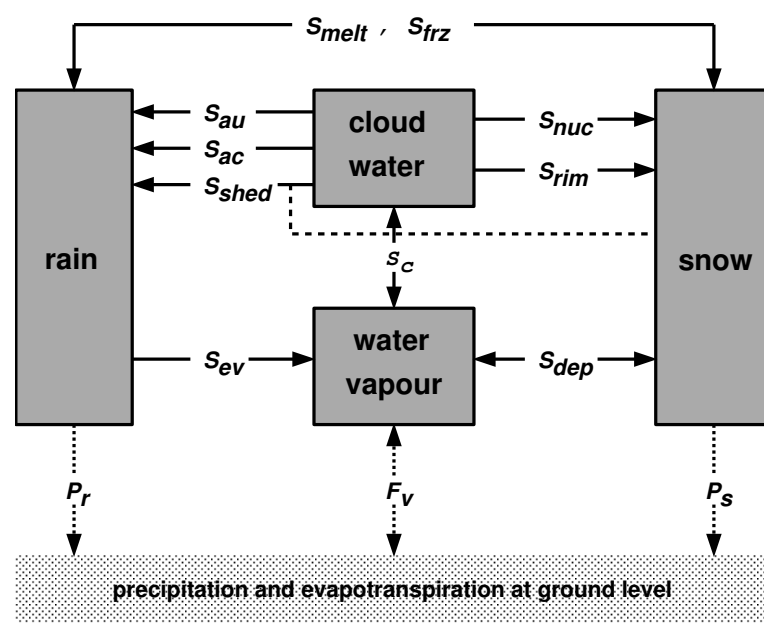 S_melt , S_frz
S_au
cloud
water
S_nuc
S_ac
S_rim
S_shed
rain
S_c
snow
water
vapour
S_ev
S_dep
P_r
F_v
P_s
precipitation and evapotranspiration at ground level